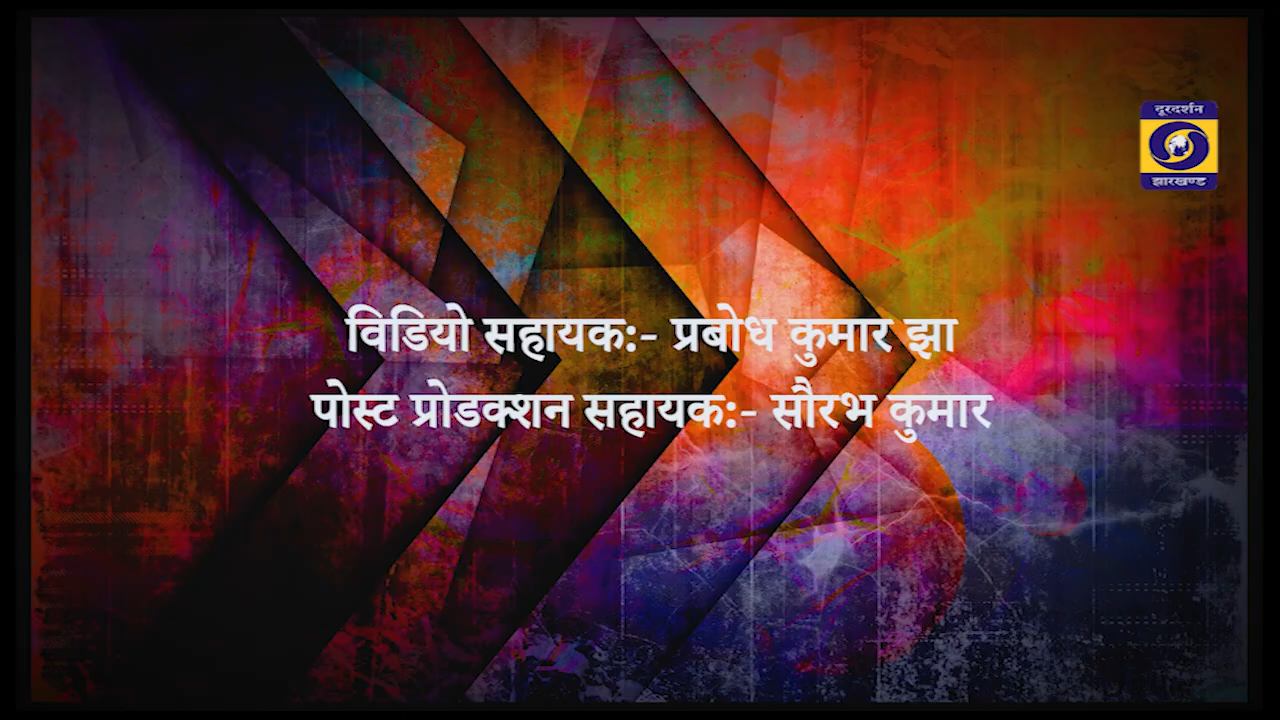 दूरदर्शन
झारखण्ड
विडियो सहायक:- प्रबोध कुमार झा
पोस्ट प्रोडक्शन सहायक:- सौरभ कुमार